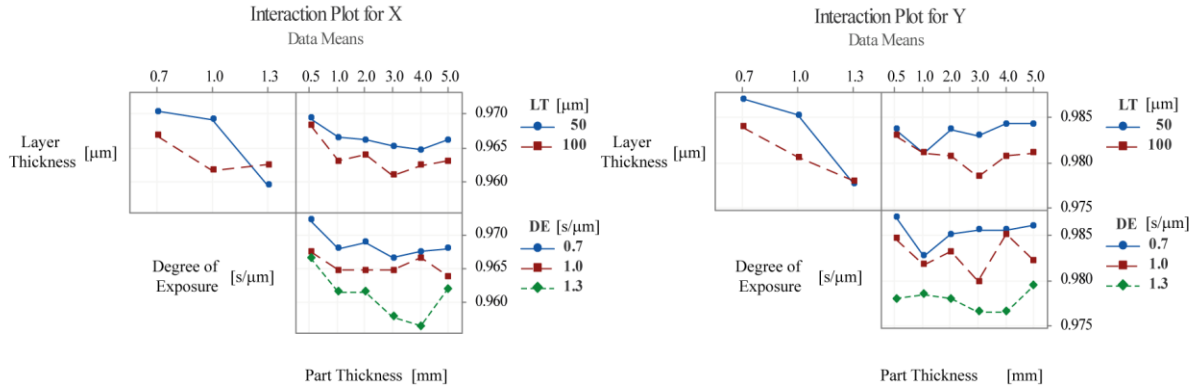 Interaction Plot for X
Data Means
0.7 1.0 1.3 0.5 1.0 2.0 3.0 4.0 5.0
Layer
Thickness [μm]
0.970
0.965
0.960
LT [μm]
50
100
Degree of
Exposure [s/μm]
0.970
0.965
0.960
DE [s/μm]
0.7
1.0
1.3
Part Thickness [mm]
Interaction Plot for Y
Data Means
0.7 1.0 1.3 0.5 1.0 2.0 3.0 4.0 5.0
Layer
Thickness [μm]
0.985
0.980
0.975
LT [μm]
50
100
Degree of
Exposure [s/μm]
0.985
0.980
0.975
DE [s/μm]
0.7
1.0
1.3
Part Thickness [mm]